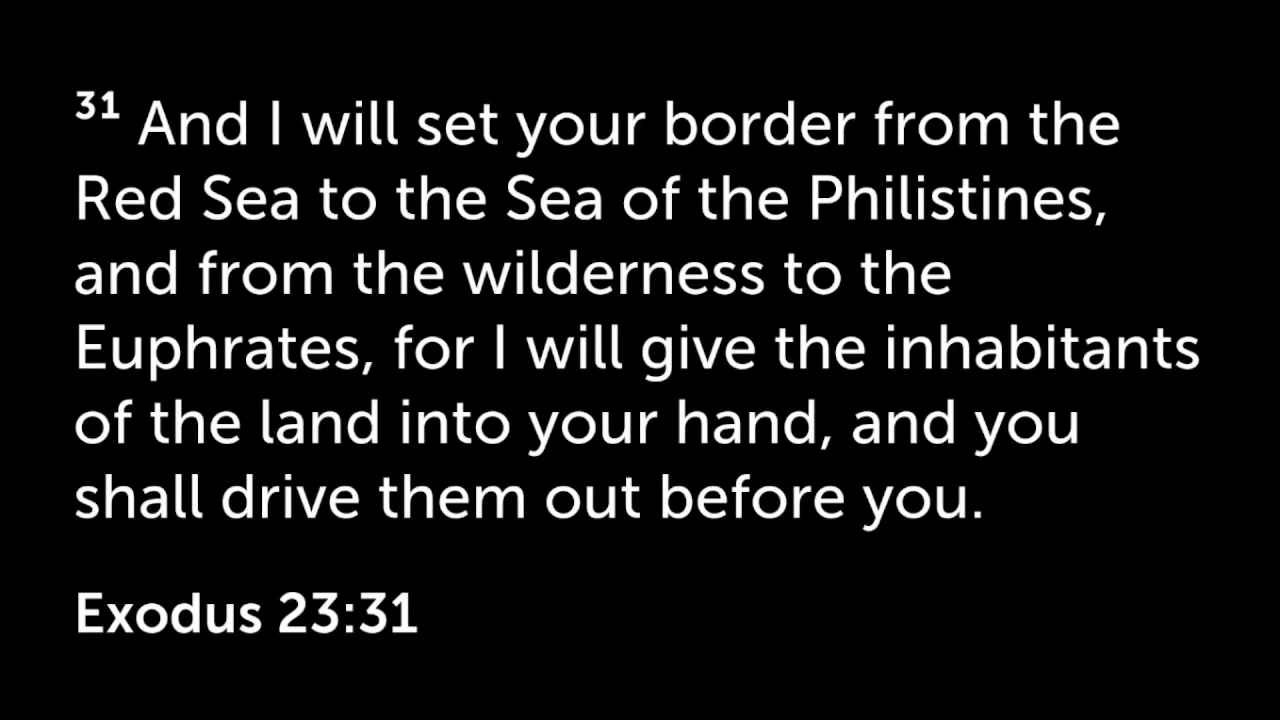 31 And I will set your border from the
Red Sea to the Sea of the Philistines,
and from the wilderness to the
Euphrates, for I will give the inhabitants
of the land into your hand, and you
shall drive them out before you.
Exodus 23:31